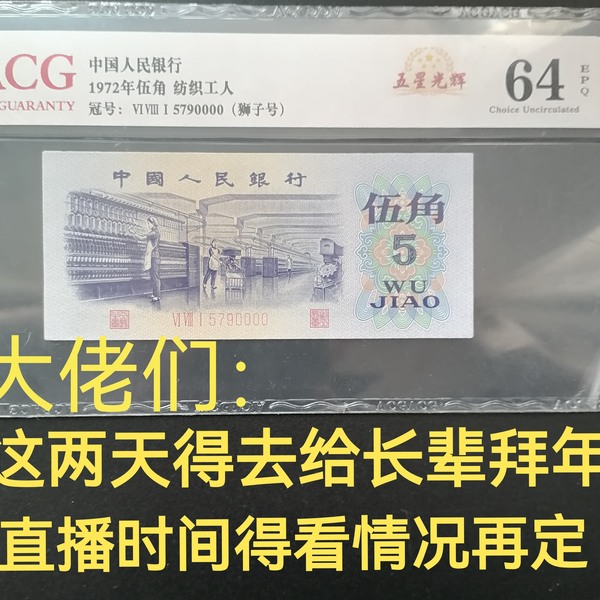 ACG
GUARANTY
中国人民银行
1972年伍角 纺织工人
冠号: VI VIII I 5790000 (狮子号)
五星光辉
64
EPQ
Choice Uncirculated
中國人民銀行
伍角
5
WU
JIAO
VI VIII I 5790000
ACGACG
大佬们:
这两天得去给长辈拜年
直播时间得看情况再定